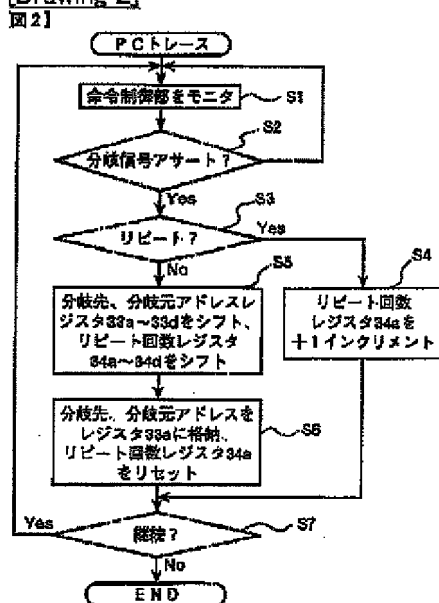 [Drawing 2]
図2】
PCトレース
命令制御部をモニタ
S1
S2
分岐信号アサート?
Yes
S3
リピート?
Yes
No
S5
S4
分岐先、分岐元アドレスレ
ジスタ33a~33dをシフト、
リピート回数レジスタ
34a~34dをシフト
リピート回数
レジスタ34aを
+1インクリメント
分岐先、分岐元アドレスを
レジスタ33aに格納、
リピート回数レジスタ34a
をリセット
S6
Yes
継続?
S7
No
END